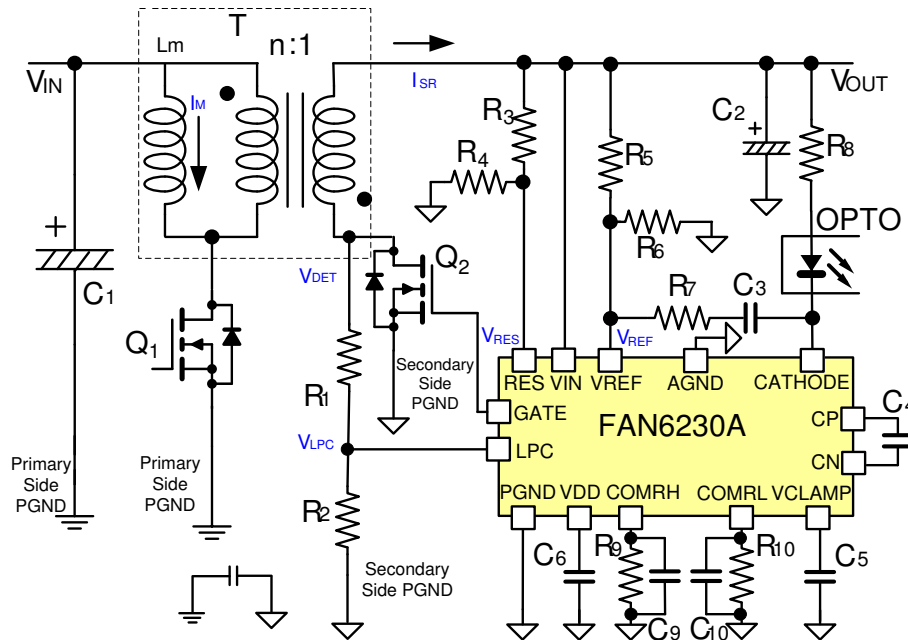 T
Lm
n:1
VIN
IM
ISR
VOUT
C2
R3
R4
R5
R8
R6
OPTO
+
+
C1
VDET
Q2
R7
C3
VRES
VREF
Q1
Secondary
Side
PGND
R1
RES
VIN
VREF
AGND
CATHODE
GATE
FAN6230A
CP
C4
VLPC
LPC
CN
Primary
Side
PGND
Primary
Side
PGND
R2
PGND
VDD
COMRH
COMRL
VCLAMP
C6
R9
R10
C5
Secondary
Side PGND
C9
C10